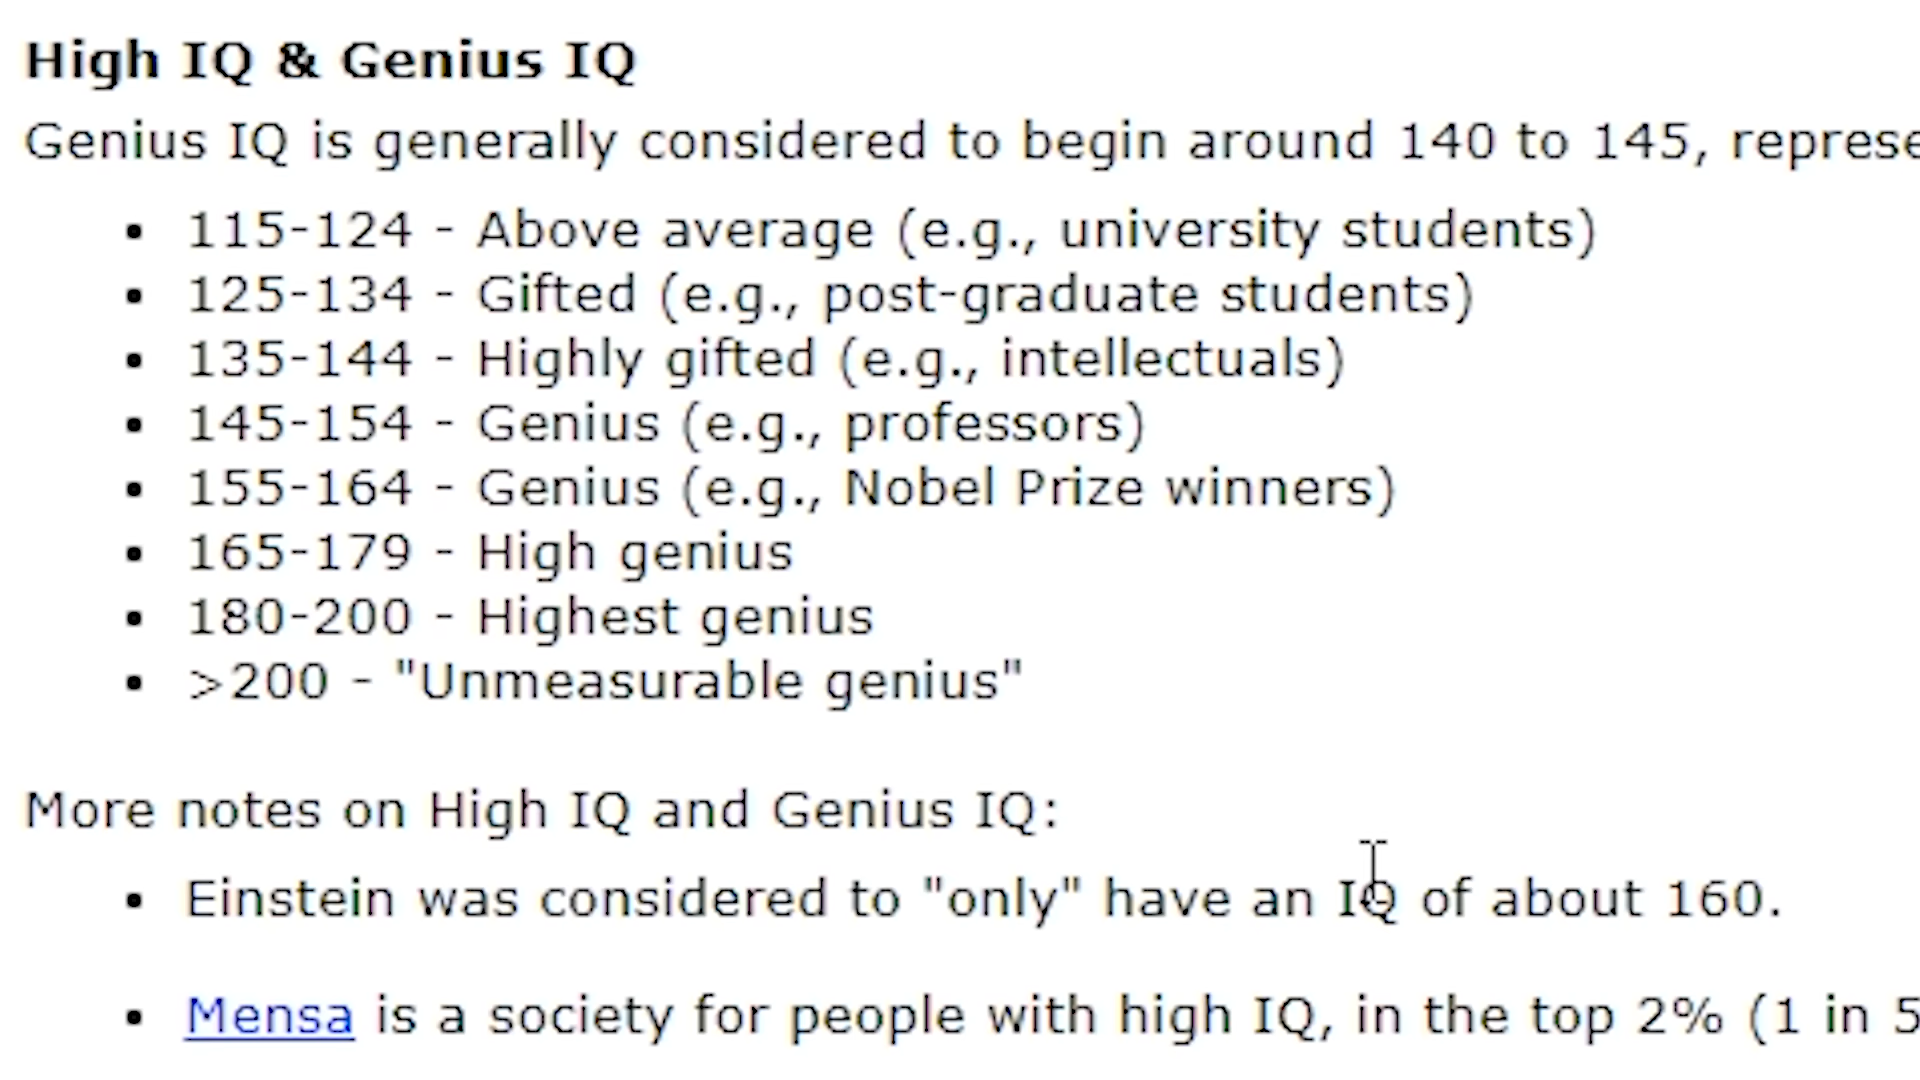 High IQ & Genius IQ
Genius IQ is generally considered to begin around 140 to 145, represe
▪ 115-124 - Above average (e.g., university students)
▪ 125-134 - Gifted (e.g., post-graduate students)
▪ 135-144 - Highly gifted (e.g., intellectuals)
▪ 145-154 - Genius (e.g., professors)
▪ 155-164 - Genius (e.g., Nobel Prize winners)
▪ 165-179 - High genius
▪ 180-200 - Highest genius
▪ >200 - "Unmeasurable genius"
More notes on High IQ and Genius IQ:
▪ Einstein was considered to "only" have an IQ of about 160.
▪ Mensa is a society for people with high IQ, in the top 2% (1 in 5